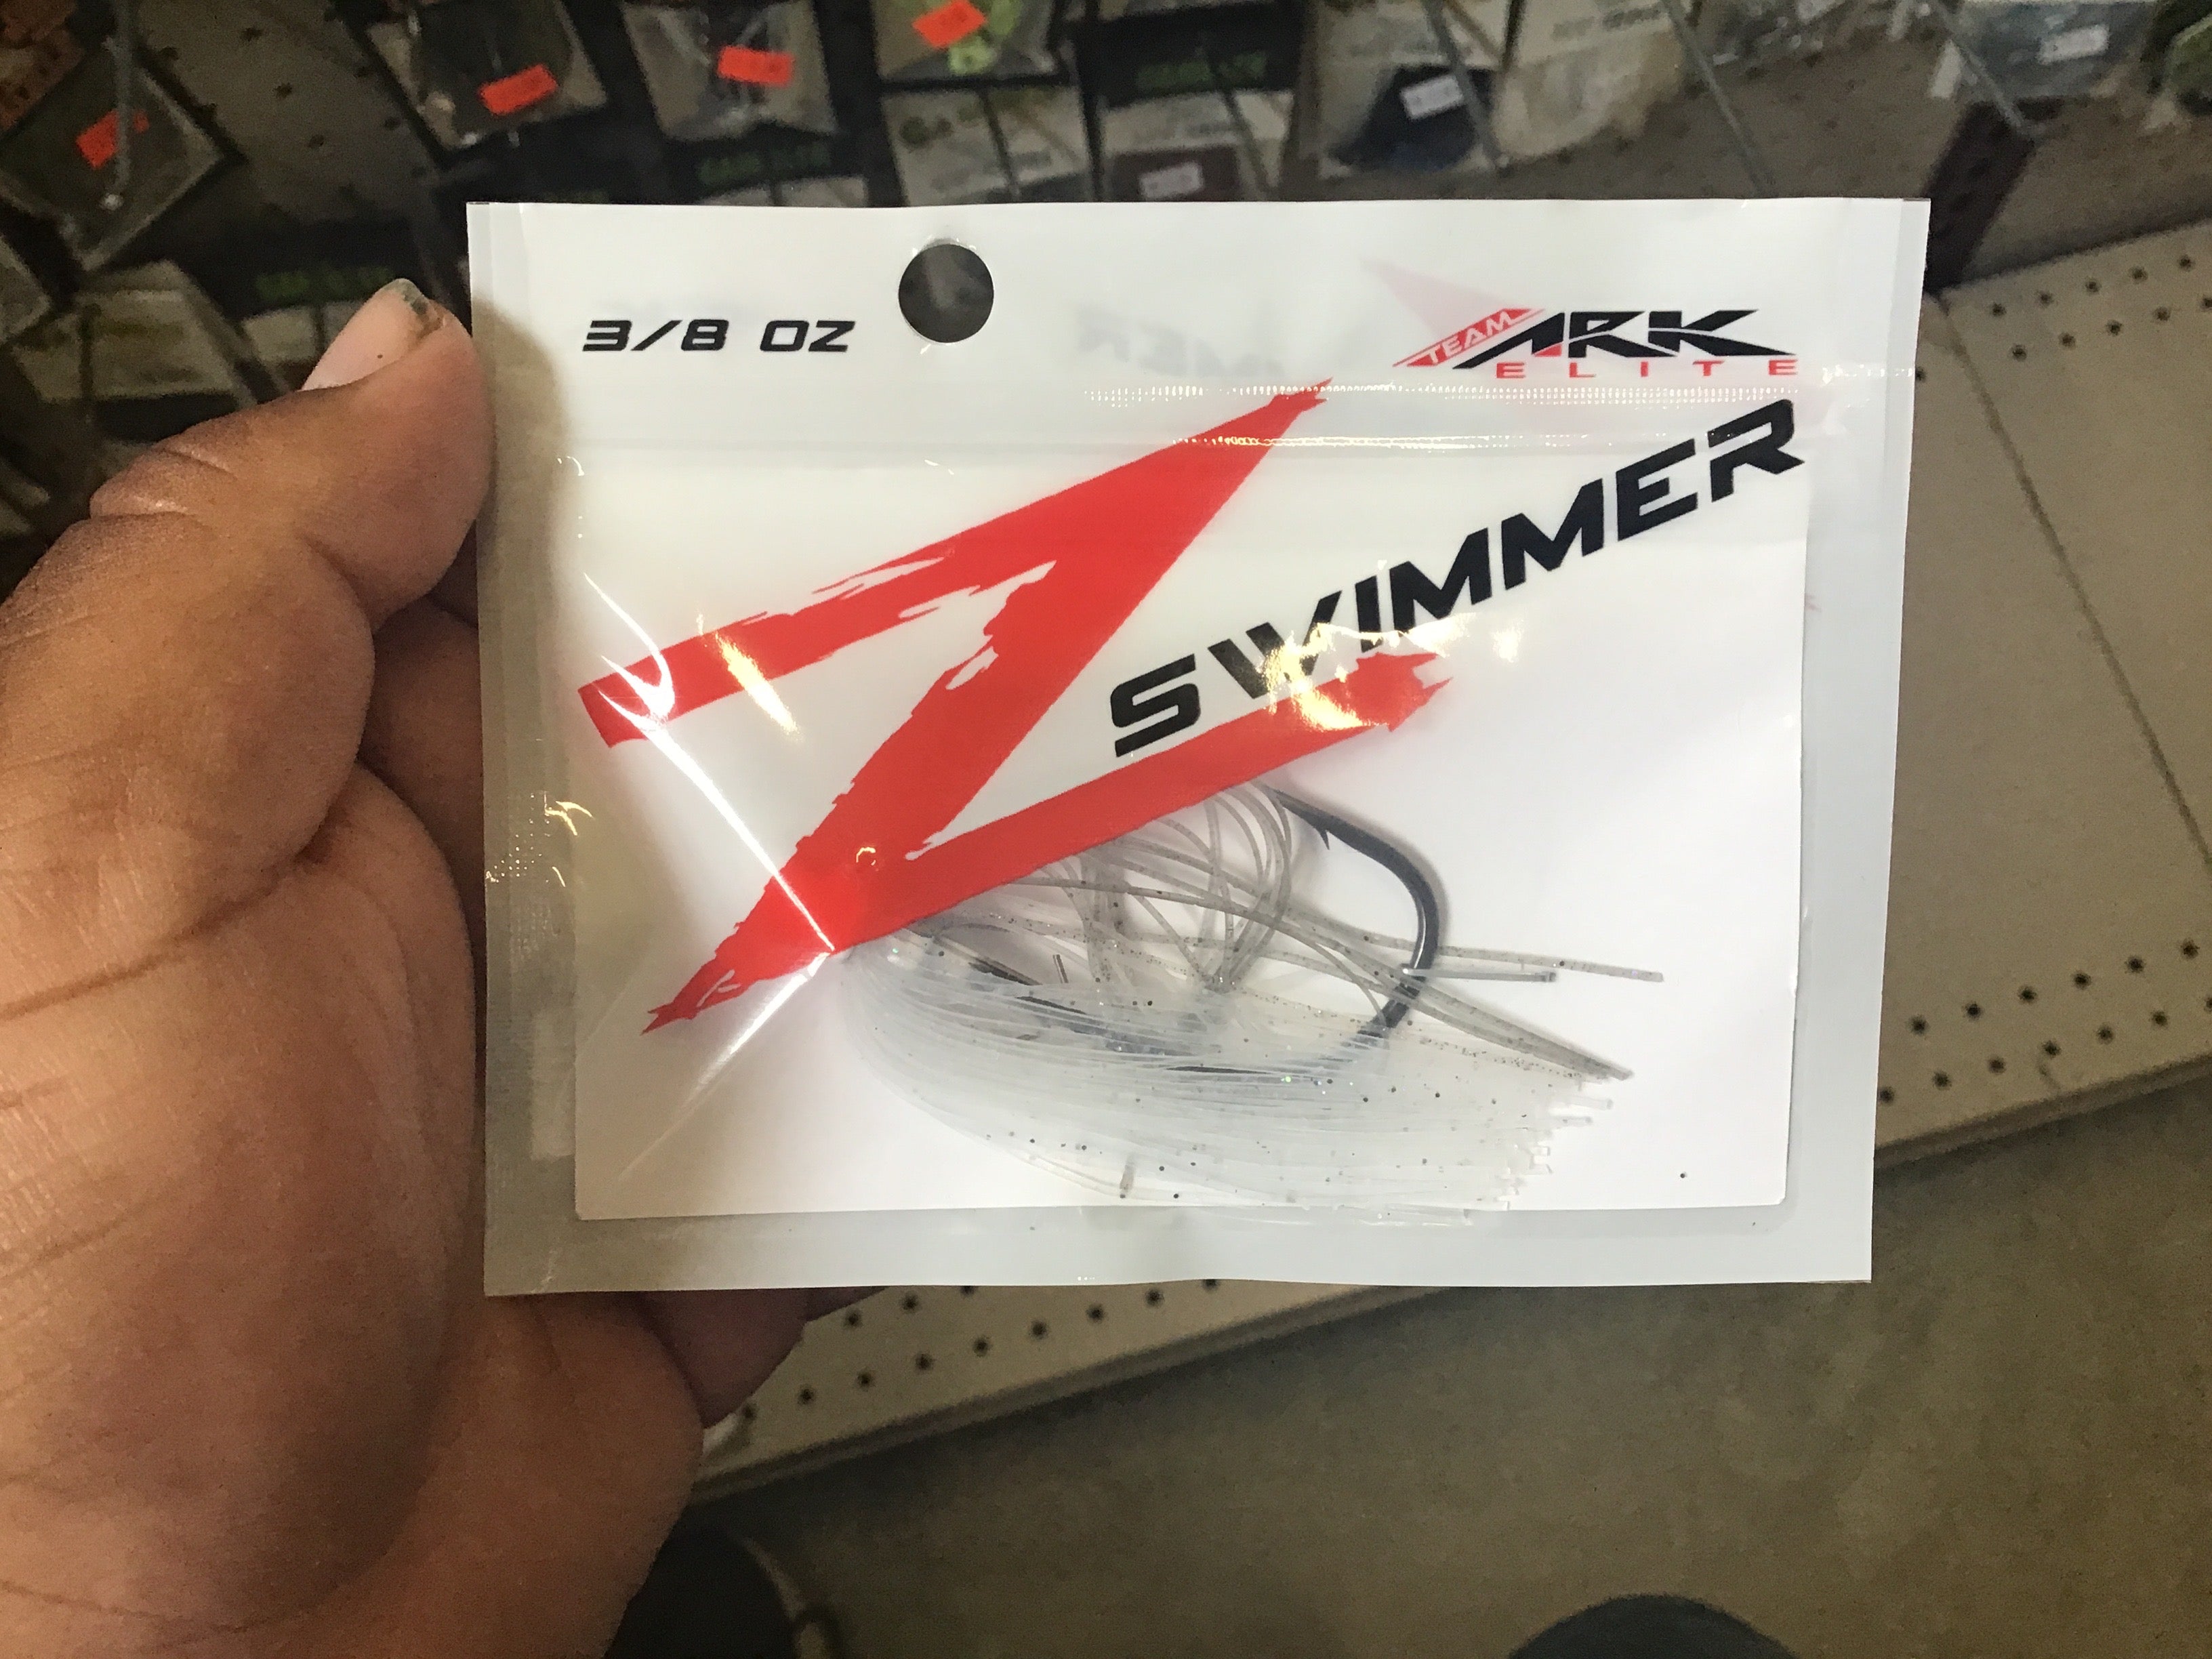 3/8 OZ
TEAM ARK
ELITE
Z SWIMMER